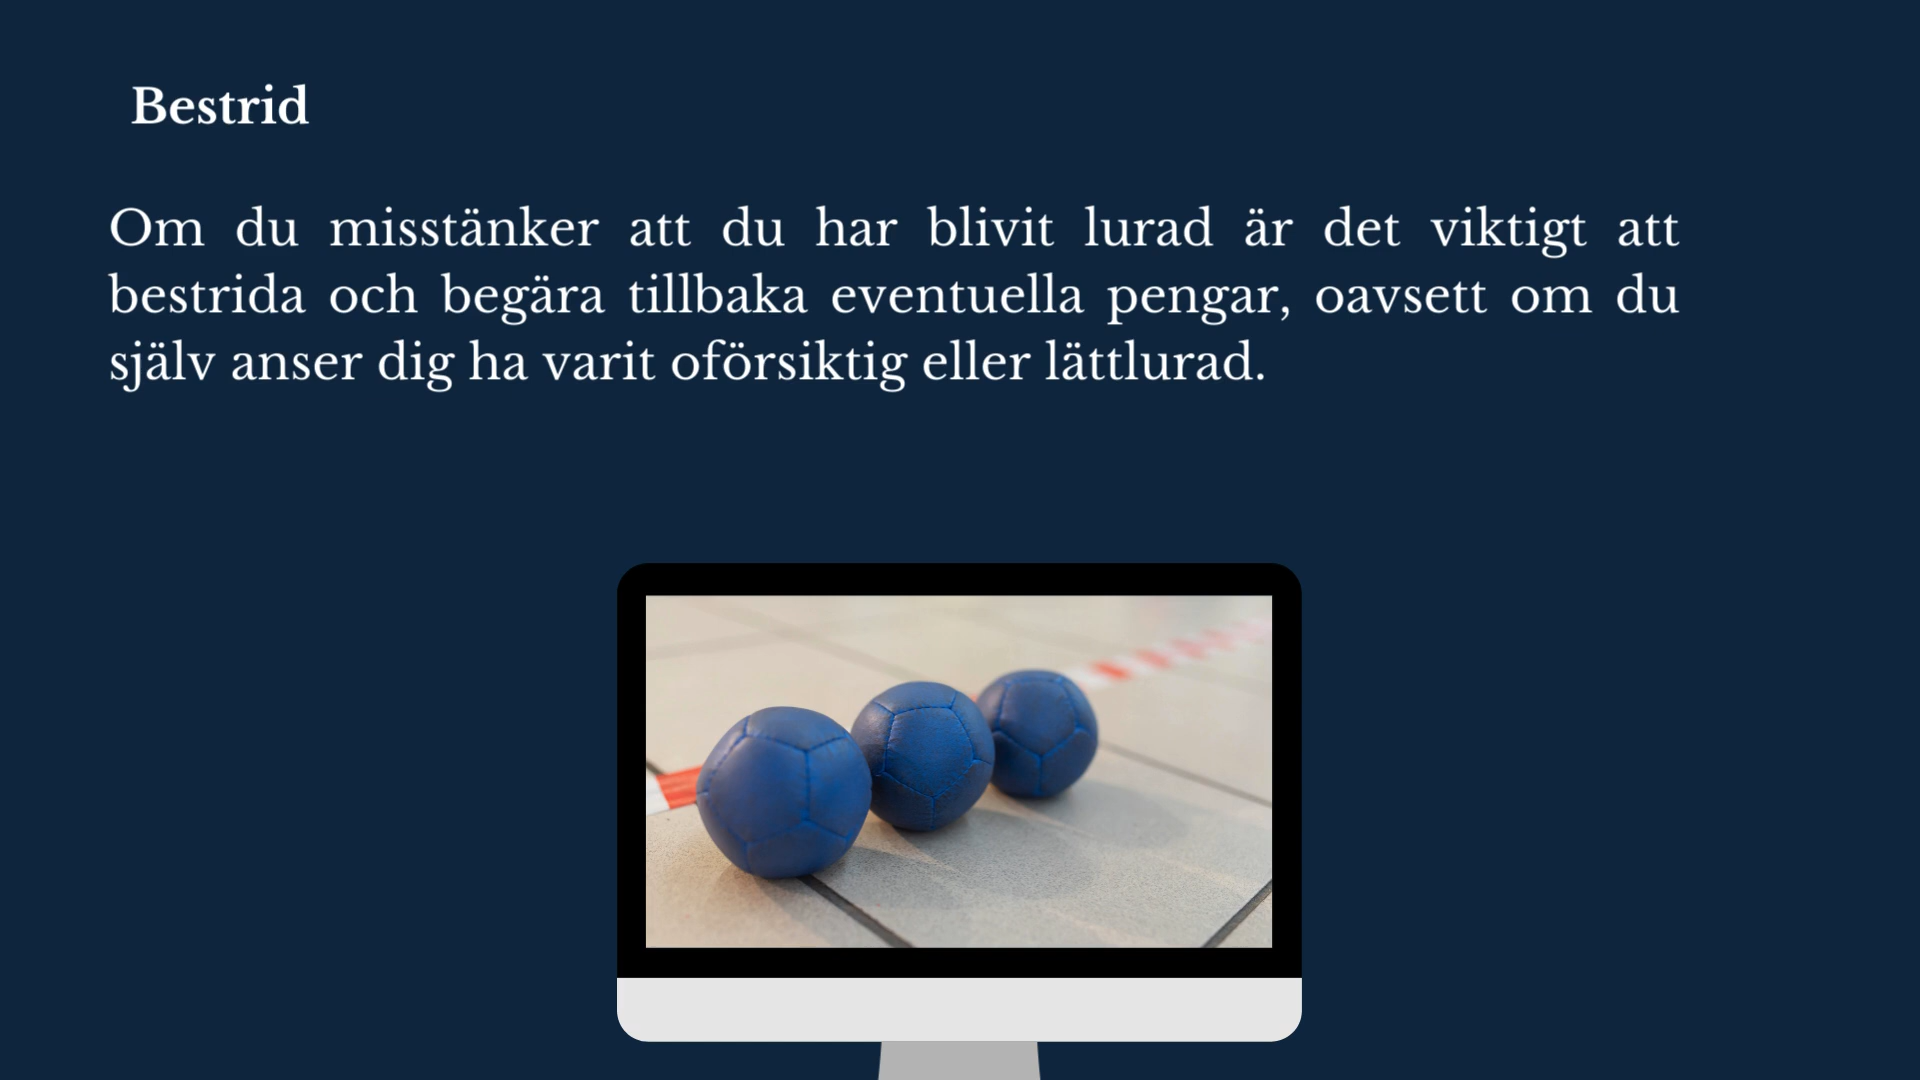 Bestrid
Om du misstänker att du har blivit lurad är det viktigt att
bestrida och begära tillbaka eventuella pengar, oavsett om du
själv anser dig ha varit oförsiktig eller lättlurad.